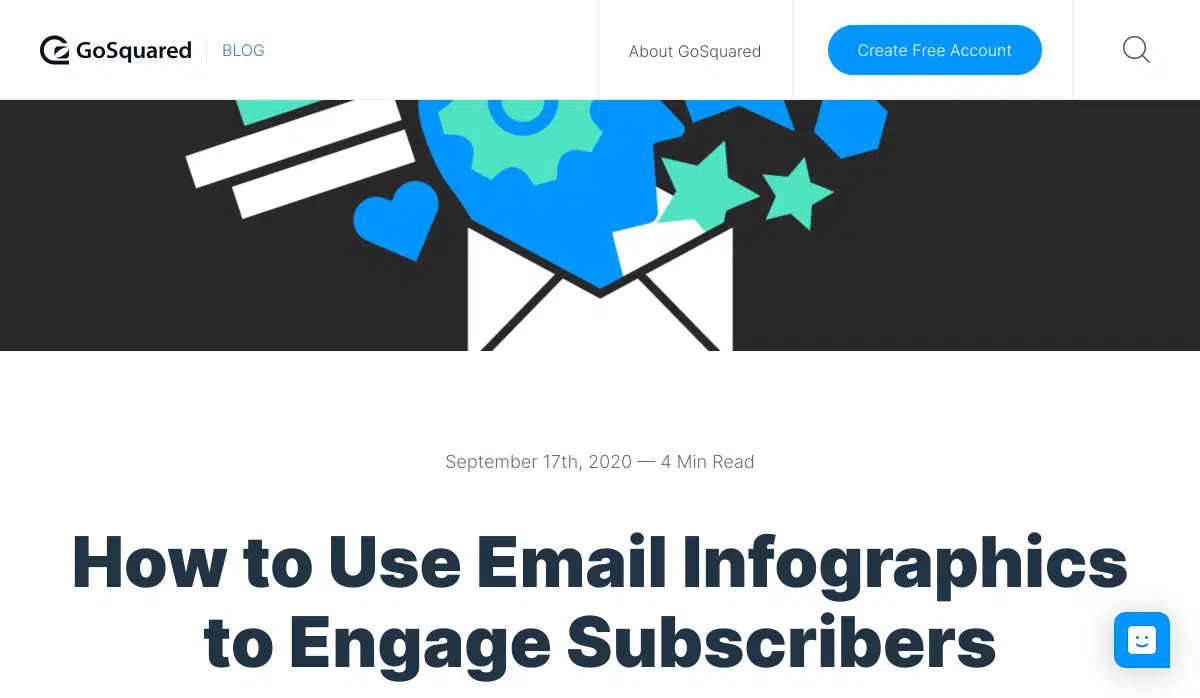 GoSquared BLOG About GoSquared Create Free Account
September 17th, 2020 — 4 Min Read
How to Use Email Infographics
to Engage Subscribers